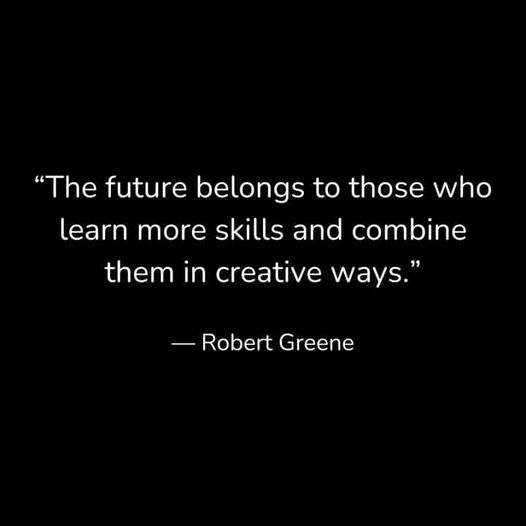 “The future belongs to those who
learn more skills and combine
them in creative ways.”
— Robert Greene